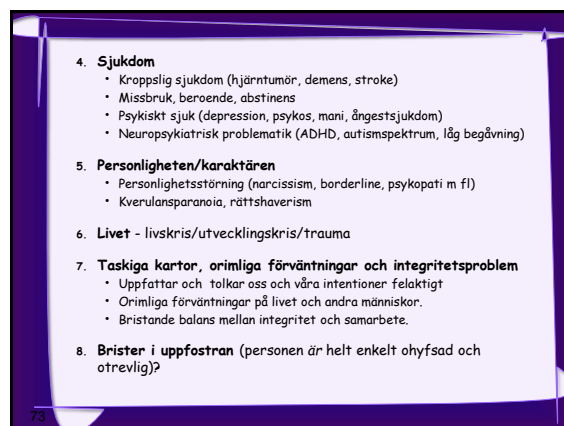 4. Sjukdom
• Kroppslig sjukdom (hjärntumör, demens, stroke)
• Missbruk, beroende, abstinens
• Psykiskt sjuk (depression, psykos, mani, ångestsjukdom)
• Neuropsykiatrisk problematik (ADHD, autismspektrum, låg begåvning)
5. Personligheten/karaktären
• Personlighetsstörning (narcissism, borderline, psykopati m fl)
• Kverulansparanoia, rättshaverism
6. Livet - livskris/utvecklingskris/trauma
7. Taskiga kartor, orimliga förväntningar och integritetsproblem
• Uppfattar och tolkar oss och våra intentioner felaktigt
• Orimliga förväntningar på livet och andra människor.
• Bristande balans mellan integritet och samarbete.
8. Brister i uppfostran (personen är helt enkelt ohyfsad och
otrevlig)?
73